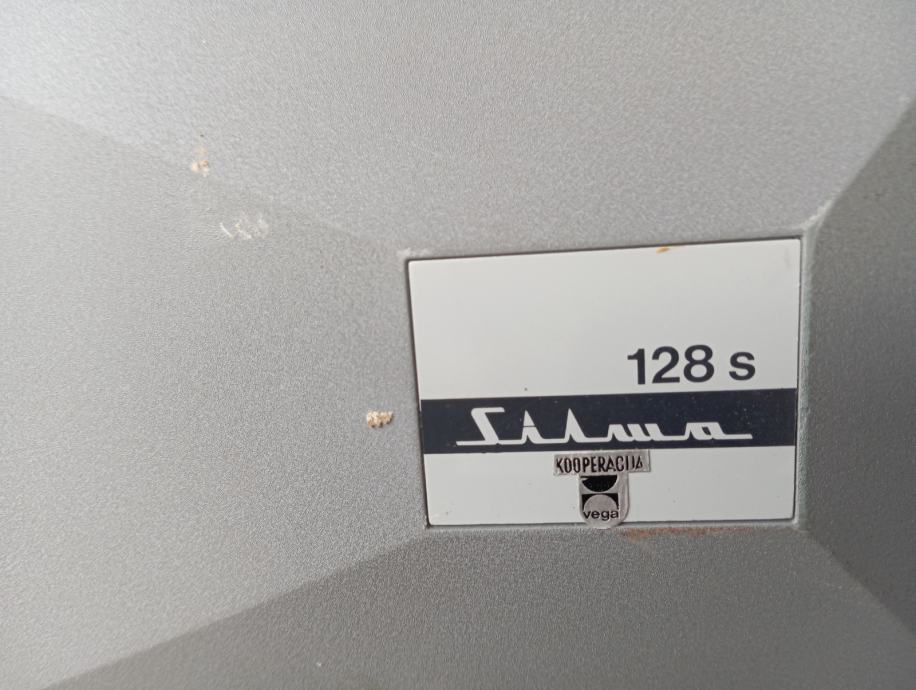 128 s
Silma
KOOPERACIJA
vega